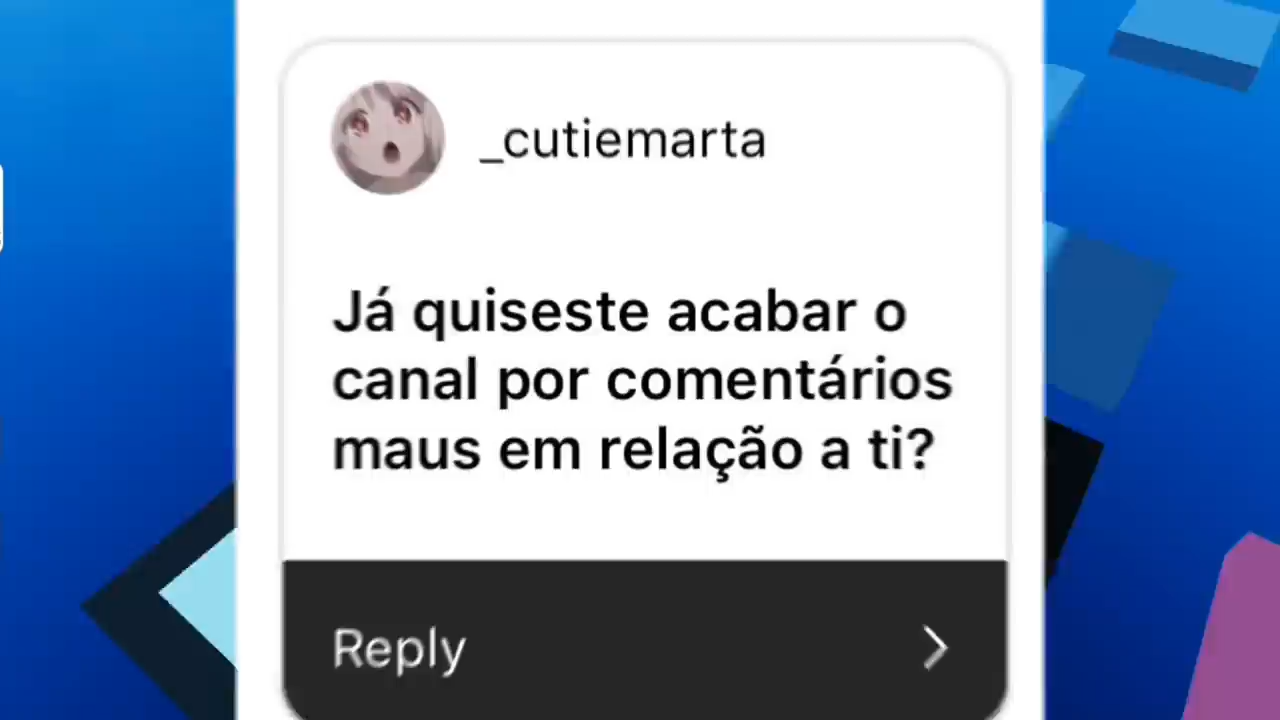 _cutiemarta
Já quiseste acabar o
canal por comentários
maus em relação a ti?
Reply